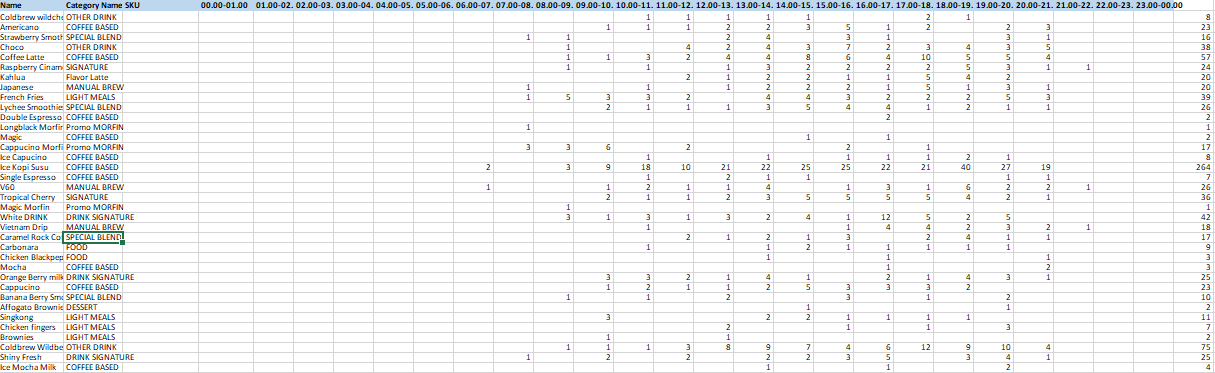 Name Category Name SKU 00.00-01.00 01.00-02. 02.00-03. 03.00-04. 04.00-05. 05.00-06. 06.00-07. 07.00-08. 08.00-09. 09.00-10. 10.00-11. 11.00-12. 12.00-13. 13.00-14. 14.00-15. 15.00-16. 16.00-17. 17.00-18. 18.00-19. 19.00-20. 20.00-21. 21.00-22. 22.00-23. 23.00-00.00
Coldbrew wildche OTHER DRINK 1 1 1 1 1 2 1 8
Americano COFFEE BASED 1 1 1 2 2 3 5 1 2 2 3 23
Strawberry Smoth SPECIAL BLEND 1 1 2 4 3 1 3 1 16
Choco OTHER DRINK 1 4 2 4 3 7 2 3 4 3 5 38
Coffee Latte COFFEE BASED 1 1 3 2 4 4 8 6 4 10 5 5 4 57
Raspberry Cinam SIGNATURE 1 1 1 3 2 2 2 2 5 3 1 1 24
Kahlua Flavor Latte 2 1 2 2 1 1 5 4 2 20
Japanese MANUAL BREW 1 1 1 2 2 2 1 5 1 3 1 20
French Fries LIGHT MEALS 1 5 3 3 2 4 4 3 2 2 2 5 3 39
Lychee Smoothie SPECIAL BLEND 2 1 1 1 3 5 4 4 1 2 1 1 26
Double Espresso COFFEE BASED 2 2
Longblack Morfin Promo MORFIN 1 1
Magic COFFEE BASED 1 1 2
Cappucino Morfi Promo MORFIN 3 3 6 2 2 1 17
Ice Capucino COFFEE BASED 1 1 1 1 1 2 1 8
Ice Kopi Susu COFFEE BASED 2 3 9 18 10 21 22 25 25 22 21 40 27 19 264
Single Espresso COFFEE BASED 1 2 1 1 1 1 7
V60 MANUAL BREW 1 1 2 1 1 4 1 3 1 6 2 2 1 26
Tropical Cherry SIGNATURE 2 1 1 2 3 5 5 5 5 4 2 1 36
Magic Morfin Promo MORFIN 1 1
White DRINK DRINK SIGNATURE 3 1 3 1 3 2 4 1 12 5 2 5 42
Vietnam Drip MANUAL BREW 1 1 4 4 2 3 2 1 18
Caramel Rock Co SPECIAL BLEND 2 1 2 1 3 2 4 1 1 17
Carbonara FOOD 1 1 2 1 1 1 1 1 9
Chicken Blackpep FOOD 1 1 1 3
Mocha COFFEE BASED 1 2 3
Orange Berry milk DRINK SIGNATURE 3 3 2 1 4 1 2 1 4 3 1 25
Cappucino COFFEE BASED 1 2 1 1 2 5 3 3 3 2 23
Banana Berry Smo SPECIAL BLEND 1 1 2 3 1 2 10
Affogato Brownie DESSERT 1 1 2
Singkong LIGHT MEALS 3 2 2 1 1 1 1 11
Chicken fingers LIGHT MEALS 2 1 1 3 7
Brownies LIGHT MEALS 1 1 2
Coldbrew Wildbe OTHER DRINK 1 1 1 3 8 9 7 4 6 12 9 10 4 75
Shiny Fresh DRINK SIGNATURE 1 2 2 2 2 3 5 3 4 1 25
Ice Mocha Milk COFFEE BASED 1 1 2 4